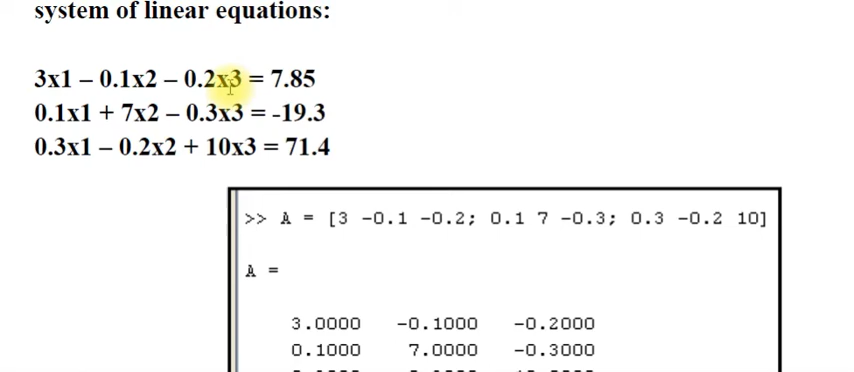 system of linear equations:
3x1 – 0.1x2 – 0.2x3 = 7.85
0.1x1 + 7x2 – 0.3x3 = -19.3
0.3x1 – 0.2x2 + 10x3 = 71.4
>> A = [3 -0.1 -0.2; 0.1 7 -0.3; 0.3 -0.2 10]
A =
3.0000 -0.1000 -0.2000
0.1000 7.0000 -0.3000